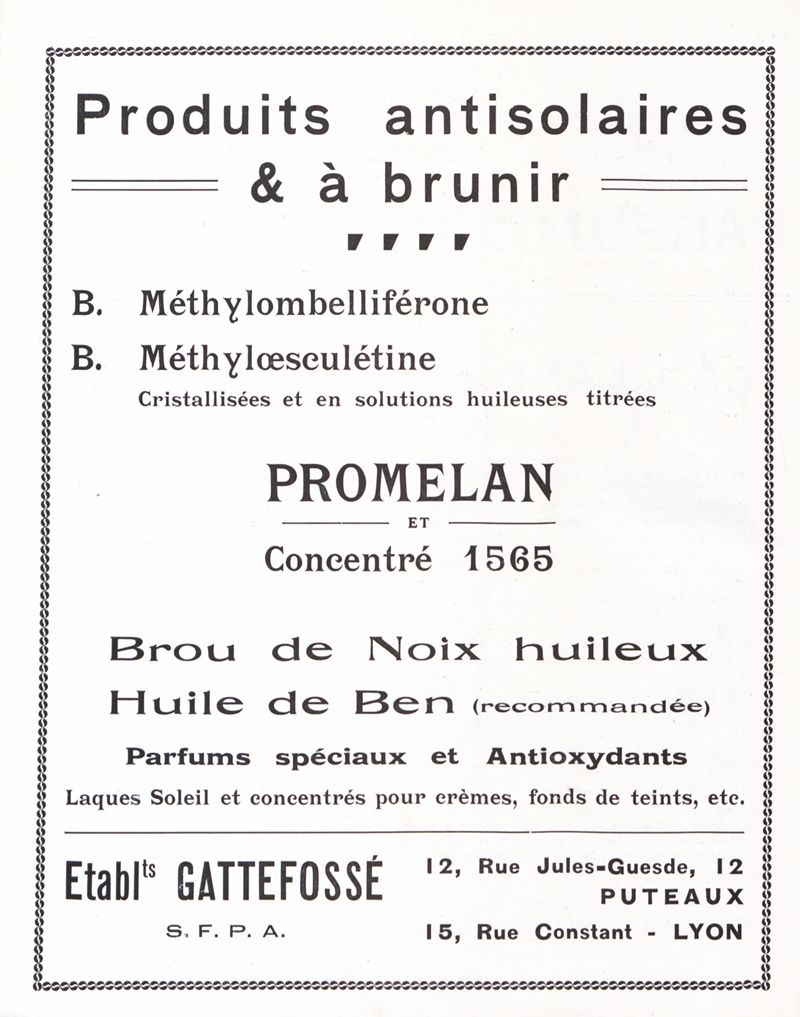 Produits antisolaires
& à brunir
B. Méthylombelliférone
B. Méthylœsculétine
Cristallisées et en solutions huileuses titrées
PROMELAN
ET
Concentré 1565
Brou de Noix huileux
Huile de Ben (recommandée)
Parfums spéciaux et Antioxydants
Laques Soleil et concentrés pour crèmes, fonds de teints, etc.
Etablts GATTEFOSSÉ
S. F. P. A.
12, Rue Jules-Guesde, 12
PUTEAUX
15, Rue Constant - LYON